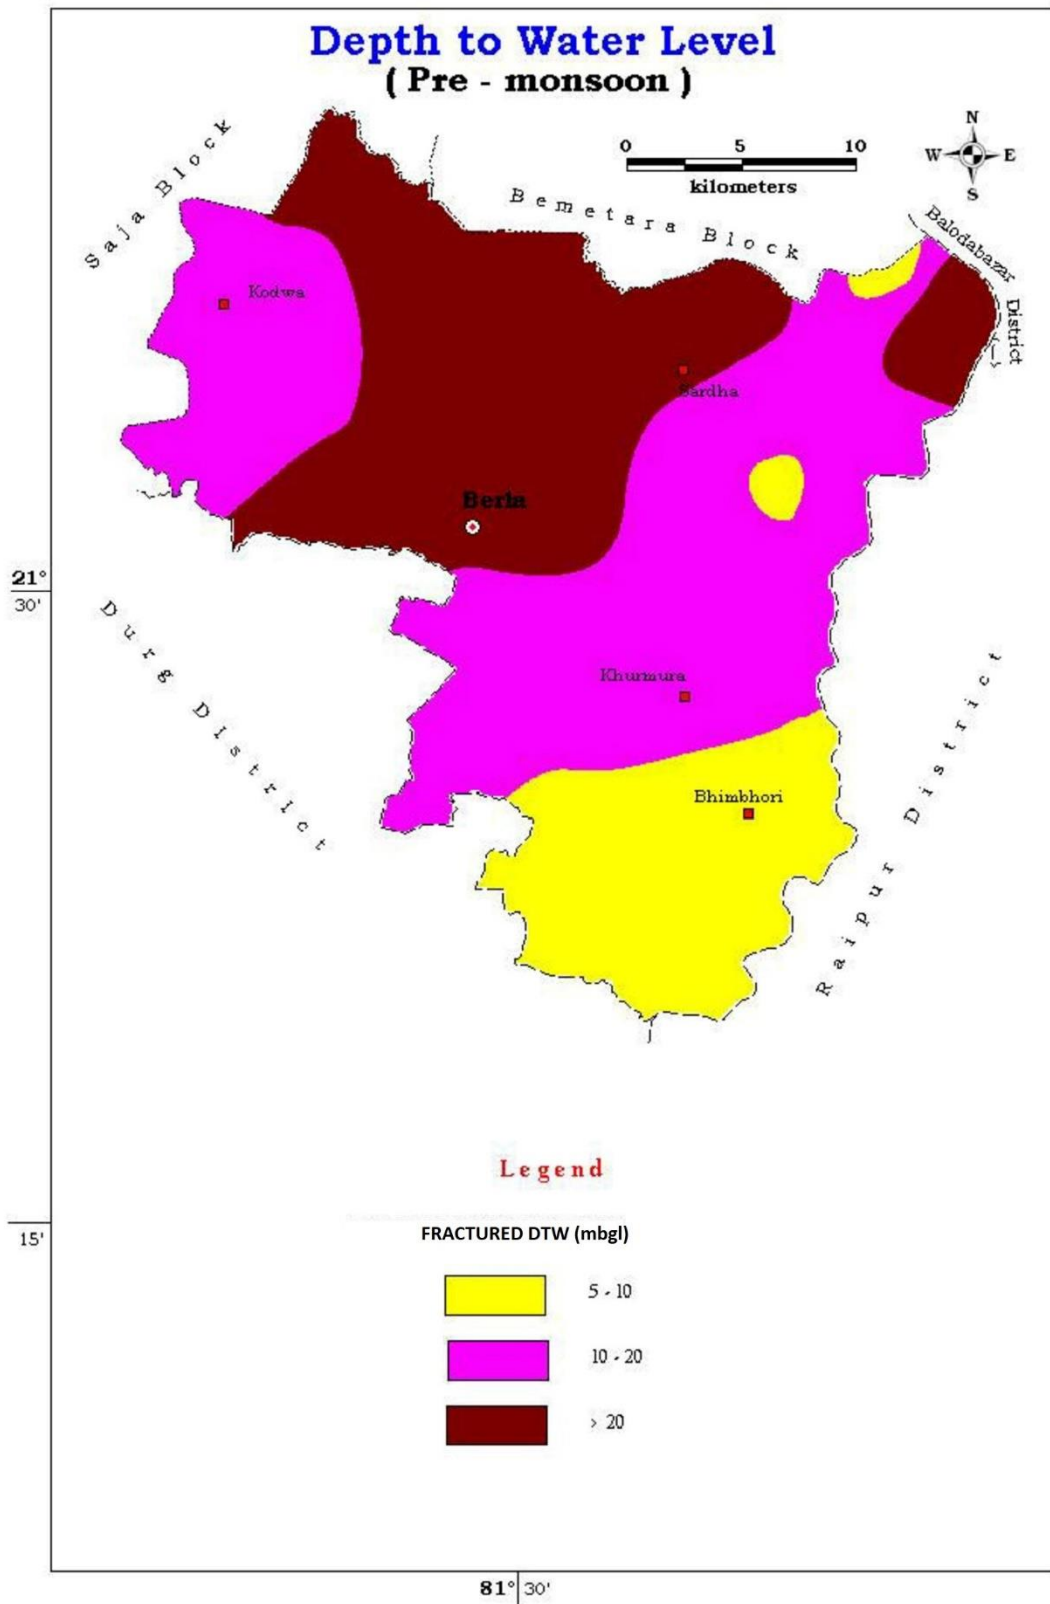 Depth to Water Level
( Pre - monsoon )
N
W E
S
0 5 10
kilometers
Saja Block
Bemetara Block
Balodabazar
District
Kodwa
Sardha
Berla
21°
30'
Durg District
Khurmura
Raipur District
Bhimbhori
Legend
15'
FRACTURED DTW (mbgl)
5 - 10
10 - 20
> 20
81° 30'